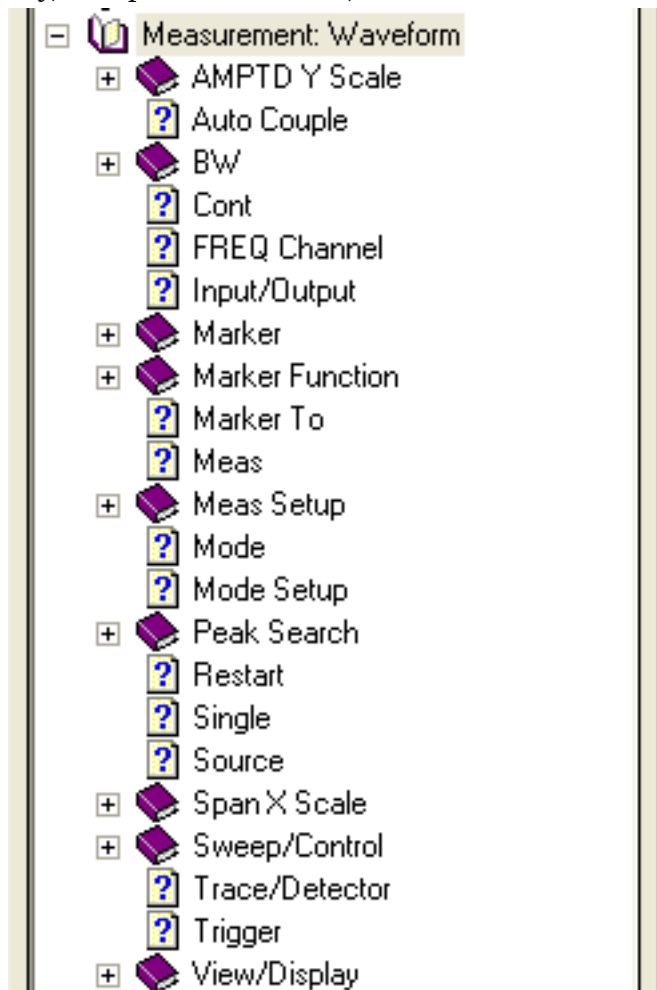 Measurement: Waveform
AMPTD Y Scale
Auto Couple
BW
Cont
FREQ Channel
Input/Output
Marker
Marker Function
Marker To
Meas
Meas Setup
Mode
Mode Setup
Peak Search
Restart
Single
Source
Span X Scale
Sweep/Control
Trace/Detector
Trigger
View/Display